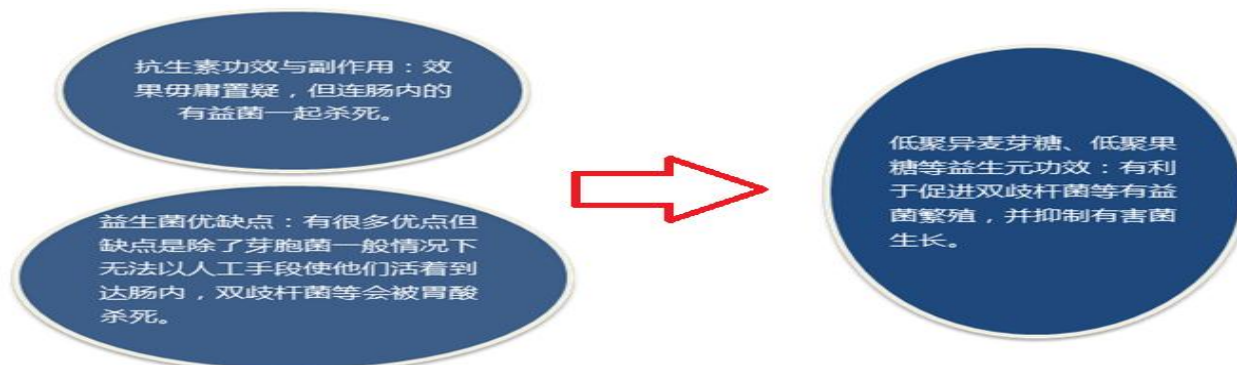 抗生素功效与副作用：效
果毋庸置疑，但连肠内的
有益菌一起杀死。
益生菌优缺点：有很多优点但
缺点是除了芽胞菌一般情况下
无法以人工手段使他们活着到
达肠内，双歧杆菌等会被胃酸
杀死。
低聚异麦芽糖、低聚果
糖等益生元功效：有利
于促进双歧杆菌等有益
菌繁殖，并抑制有害菌
生长。